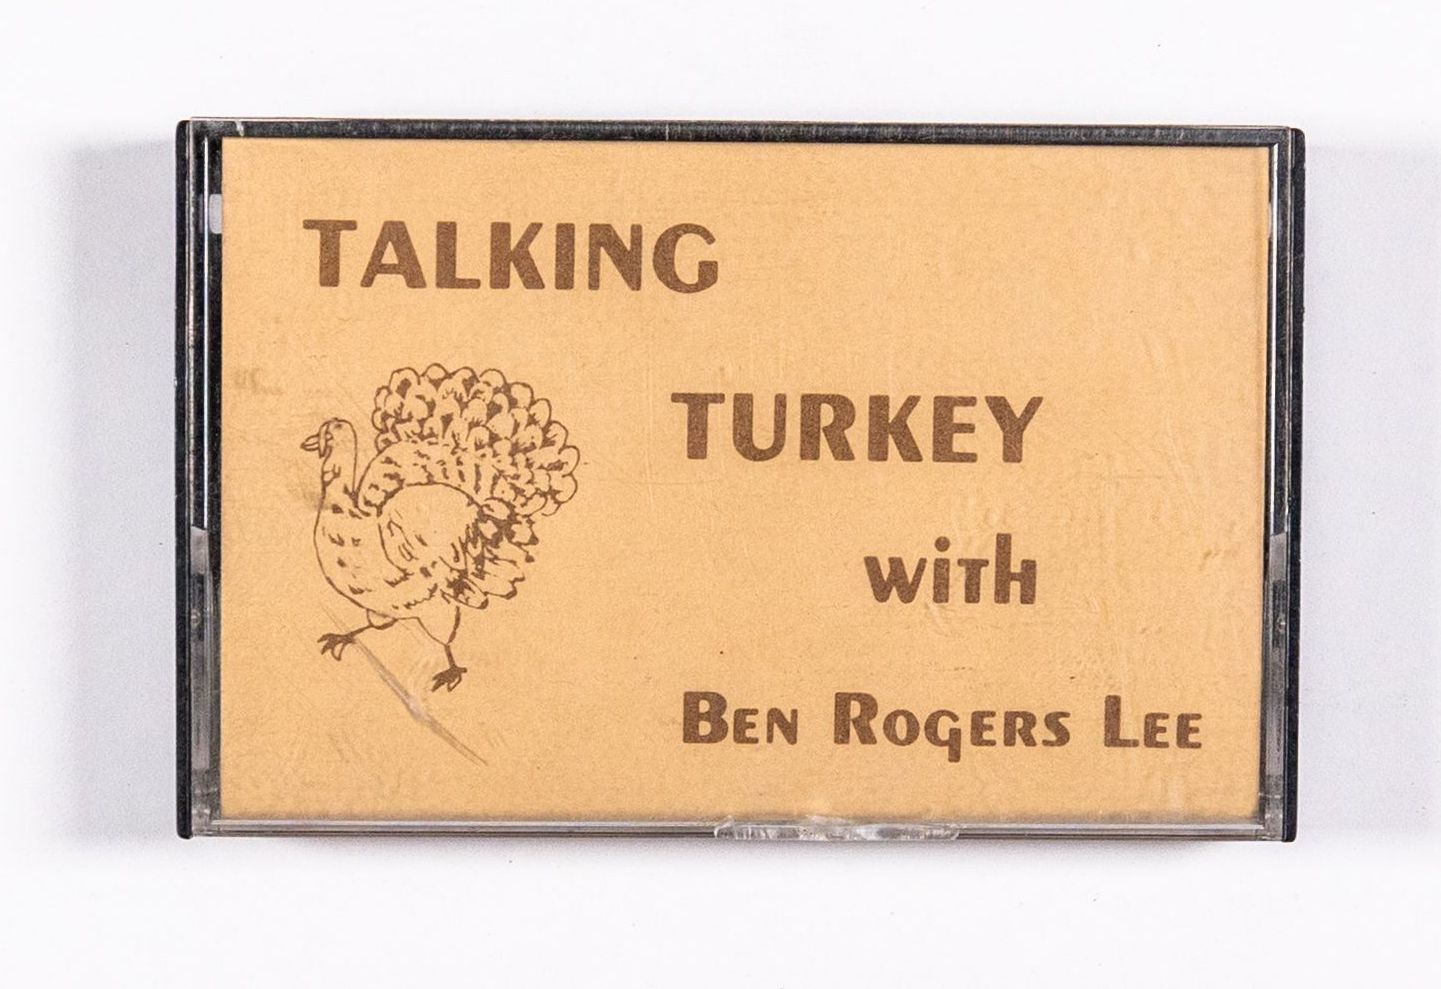 TALKING
TURKEY
with
BEN ROGERS LEE